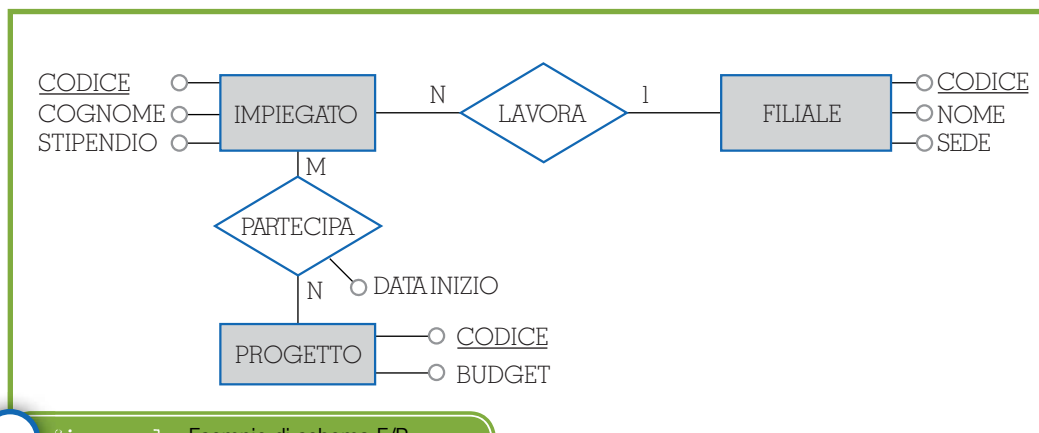 CODICE
COGNOME
STIPENDIO
IMPIEGATO
N
LAVORA
1
FILIALE
CODICE
NOME
SEDE
M
PARTECIPA
N
DATA INIZIO
PROGETTO
CODICE
BUDGET
Esempio di schema E/R